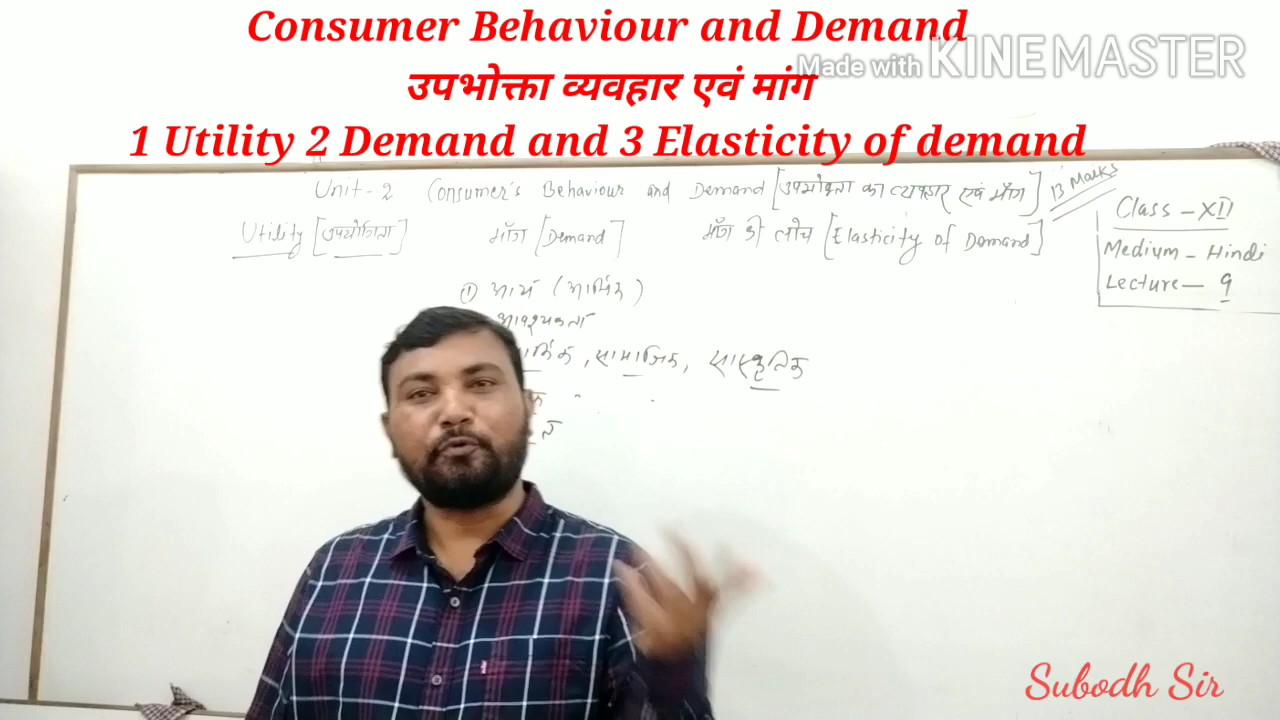 Consumer Behaviour and Demand
Made with KINEMASTER
उपभोक्ता व्यवहार एवं मांग
1 Utility 2 Demand and 3 Elasticity of demand
Unit-2 Consumer's Behaviour and Demand [उपभोक्ता का व्यवहार एवं माँग] 13 Marks
Utility [उपयोगिता] माँग [Demand] माँग की लोच [Elasticity of Demand]
Class - XII
Medium - Hindi
Lecture - 9
① आय (आर्थिक)
आवश्यकता
सामाजिक, सांस्कृतिक
Subodh Sir